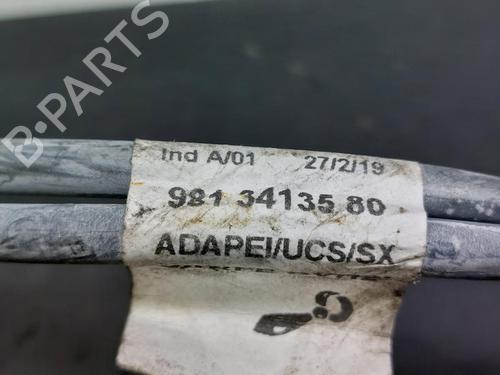 B-PARTS
Ind A/01 27/2/19
981 34135 80
ADAPEI/UCS/SX